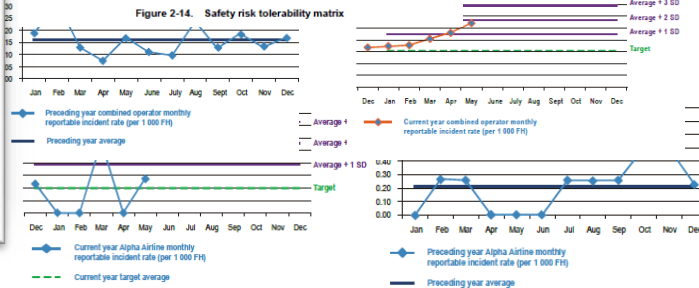 Figure 2-14. Safety risk tolerability matrix
30
25
20
15
10
05
00
Jan Feb Mar Apr May June July Aug Sep Oct Nov Dec
Preceding year combined operator monthly
reportable incident rate (per 1 000 FH)
Preceding year average
Average + 3 SD
Average + 2 SD
Average + 1 SD
Target
Dec Jan Feb Mar Apr May June July Aug Sept Oct Nov Dec
Current year combined operator monthly
reportable incident rate (per 1 000 FH)
Average +
Average +
Average + 1 SD
Target
Dec Jan Feb Mar Apr May Jun Jul Aug Sep Oct Nov Dec
Current year Alpha Airline monthly
reportable incident rate (per 1 000 FH)
Current year target average
0.40
0.30
0.20
0.10
0.00
Jan Feb Mar Apr May Jun Jul Aug Sep Oct Nov Dec
Preceding year Alpha Airline monthly
reportable incident rate (per 1 000 FH)
Preceding year average